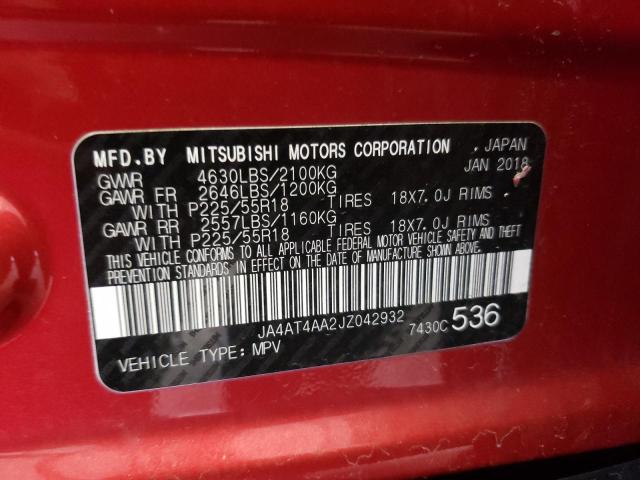 MFD.BY MITSUBISHI MOTORS CORPORATION . JAPAN
GVWR 4630LBS/2100KG JAN 2018
GAWR FR 2646LBS/1200KG
WITH P225/55R18 TIRES 18X7.0J RIMS
GAWR RR 2557LBS/1160KG
WITH P225/55R18 TIRES 18X7.0J RIMS
THIS VEHICLE CONFORMS TO ALL APPLICABLE FEDERAL MOTOR VEHICLE SAFETY AND THEFT
PREVENTION STANDARDS IN EFFECT ON THE DATE OF MANUFACTURE SHOWN ABOVE.
JA4AT4AA2JZ042932 7430C 536
VEHICLE TYPE: MPV